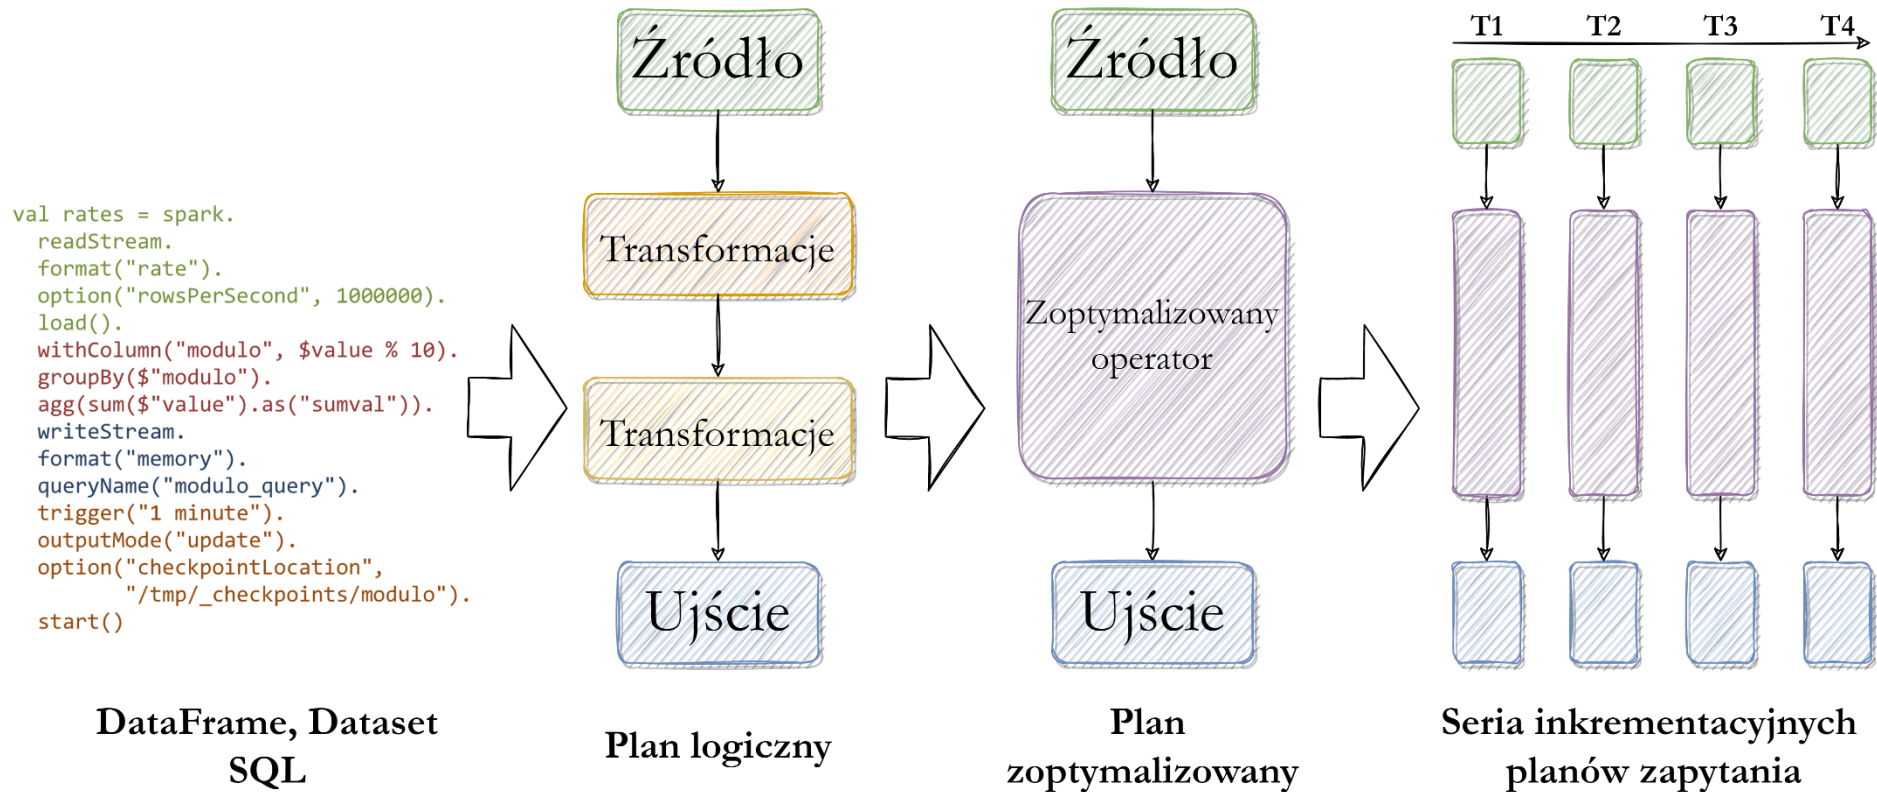 val rates = spark.
readStream.
format("rate").
option("rowsPerSecond", 1000000).
load().
withColumn("modulo", $value % 10).
groupBy($"modulo").
agg(sum($"value").as("sumval")).
writeStream.
format("memory").
queryName("modulo_query").
trigger("1 minute").
outputMode("update").
option("checkpointLocation",
"/tmp/_checkpoints/modulo").
start()
DataFrame, Dataset
SQL
Źródło
Transformacje
Transformacje
Ujście
Plan logiczny
Źródło
Zoptymalizowany
operator
Ujście
Plan
zoptymalizowany
T1 T2 T3 T4
Seria inkrementacyjnych
planów zapytania